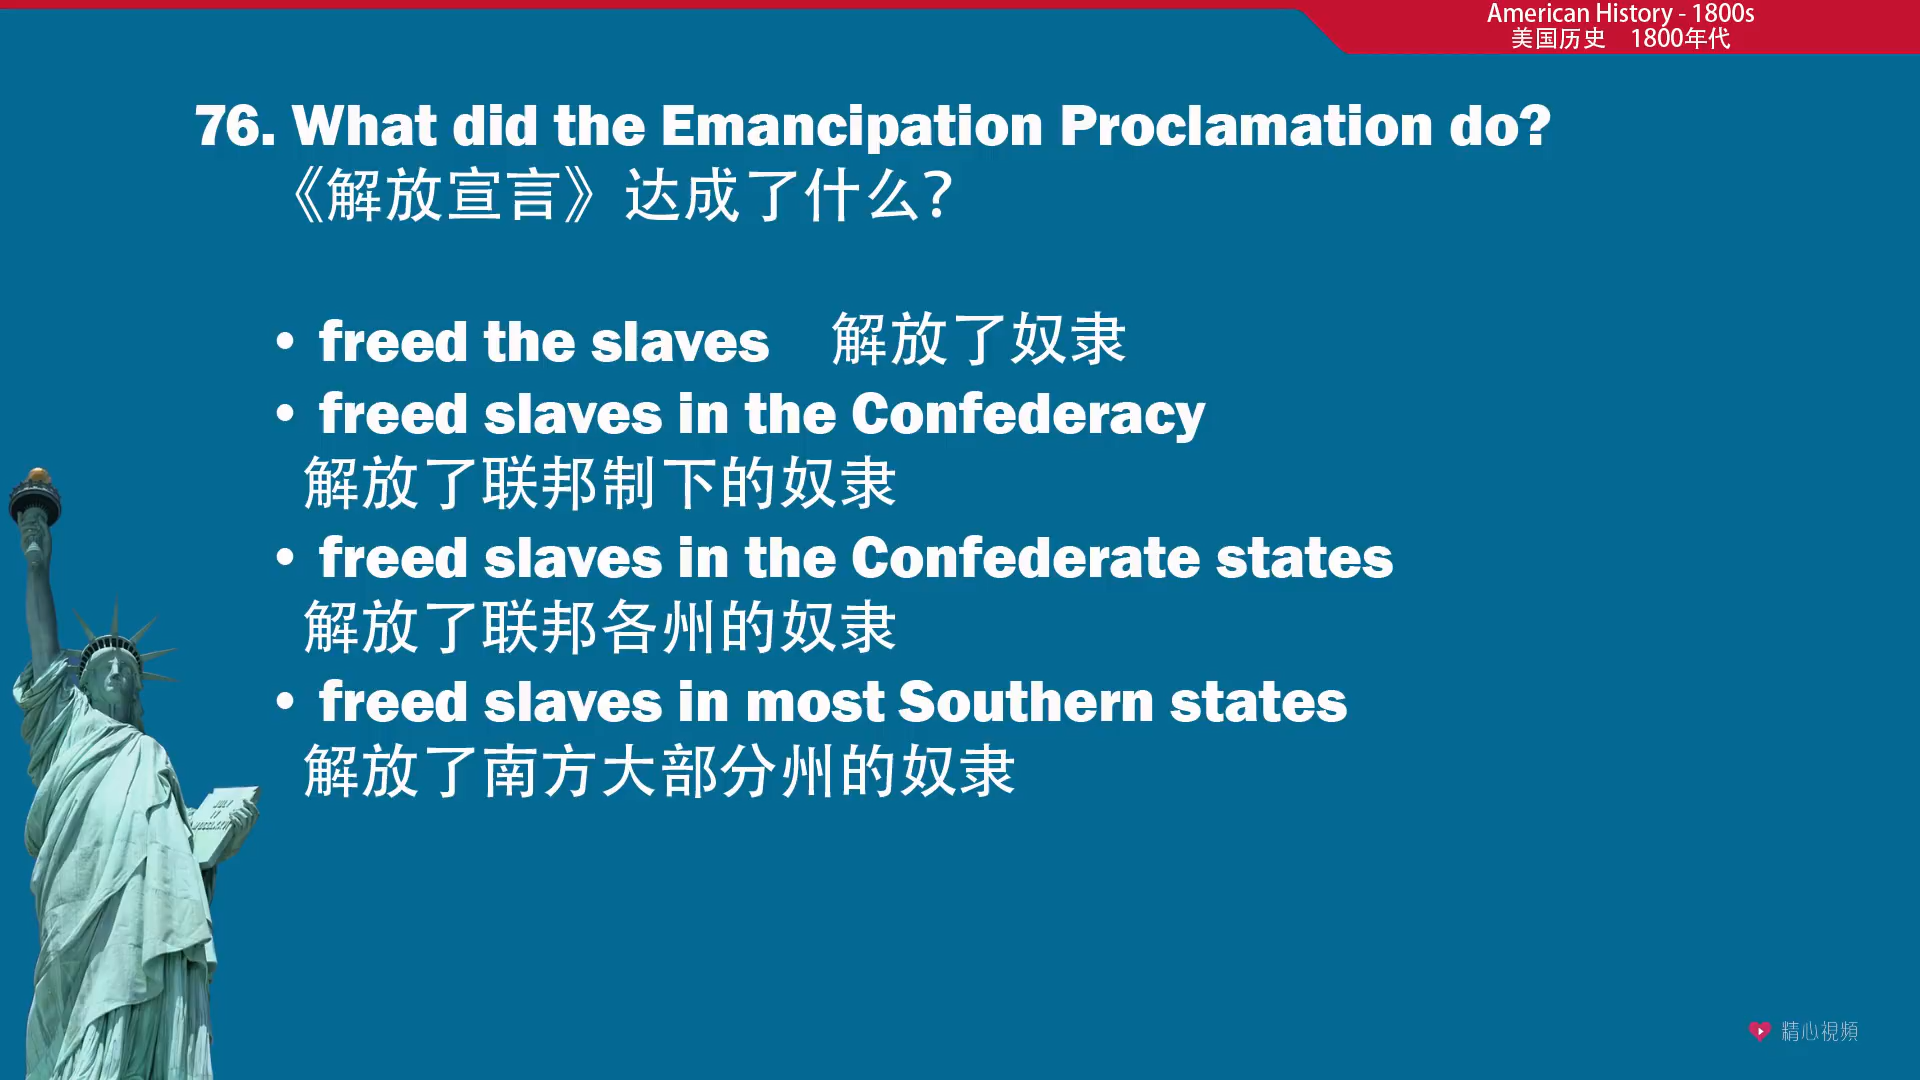 American History - 1800s
美国历史 1800年代
76. What did the Emancipation Proclamation do?
《解放宣言》达成了什么？
• freed the slaves 解放了奴隶
• freed slaves in the Confederacy
解放了联邦制下的奴隶
• freed slaves in the Confederate states
解放了联邦各州的奴隶
• freed slaves in most Southern states
解放了南方大部分州的奴隶
JULY
IV
精心視頻